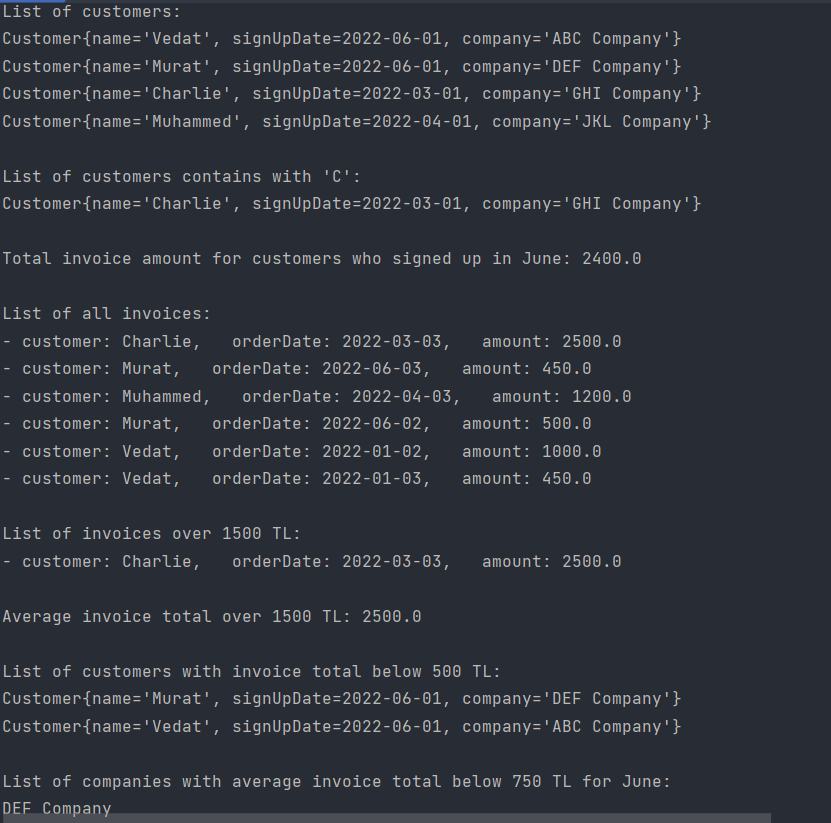 List of customers:
Customer{name='Vedat', signUpDate=2022-06-01, company='ABC Company'}
Customer{name='Murat', signUpDate=2022-06-01, company='DEF Company'}
Customer{name='Charlie', signUpDate=2022-03-01, company='GHI Company'}
Customer{name='Muhammed', signUpDate=2022-04-01, company='JKL Company'}

List of customers contains with 'C':
Customer{name='Charlie', signUpDate=2022-03-01, company='GHI Company'}

Total invoice amount for customers who signed up in June: 2400.0

List of all invoices:
- customer: Charlie,   orderDate: 2022-03-03,   amount: 2500.0
- customer: Murat,   orderDate: 2022-06-03,   amount: 450.0
- customer: Muhammed,   orderDate: 2022-04-03,   amount: 1200.0
- customer: Murat,   orderDate: 2022-06-02,   amount: 500.0
- customer: Vedat,   orderDate: 2022-01-02,   amount: 1000.0
- customer: Vedat,   orderDate: 2022-01-03,   amount: 450.0

List of invoices over 1500 TL:
- customer: Charlie,   orderDate: 2022-03-03,   amount: 2500.0

Average invoice total over 1500 TL: 2500.0

List of customers with invoice total below 500 TL:
Customer{name='Murat', signUpDate=2022-06-01, company='DEF Company'}
Customer{name='Vedat', signUpDate=2022-06-01, company='ABC Company'}

List of companies with average invoice total below 750 TL for June:
DEF Company